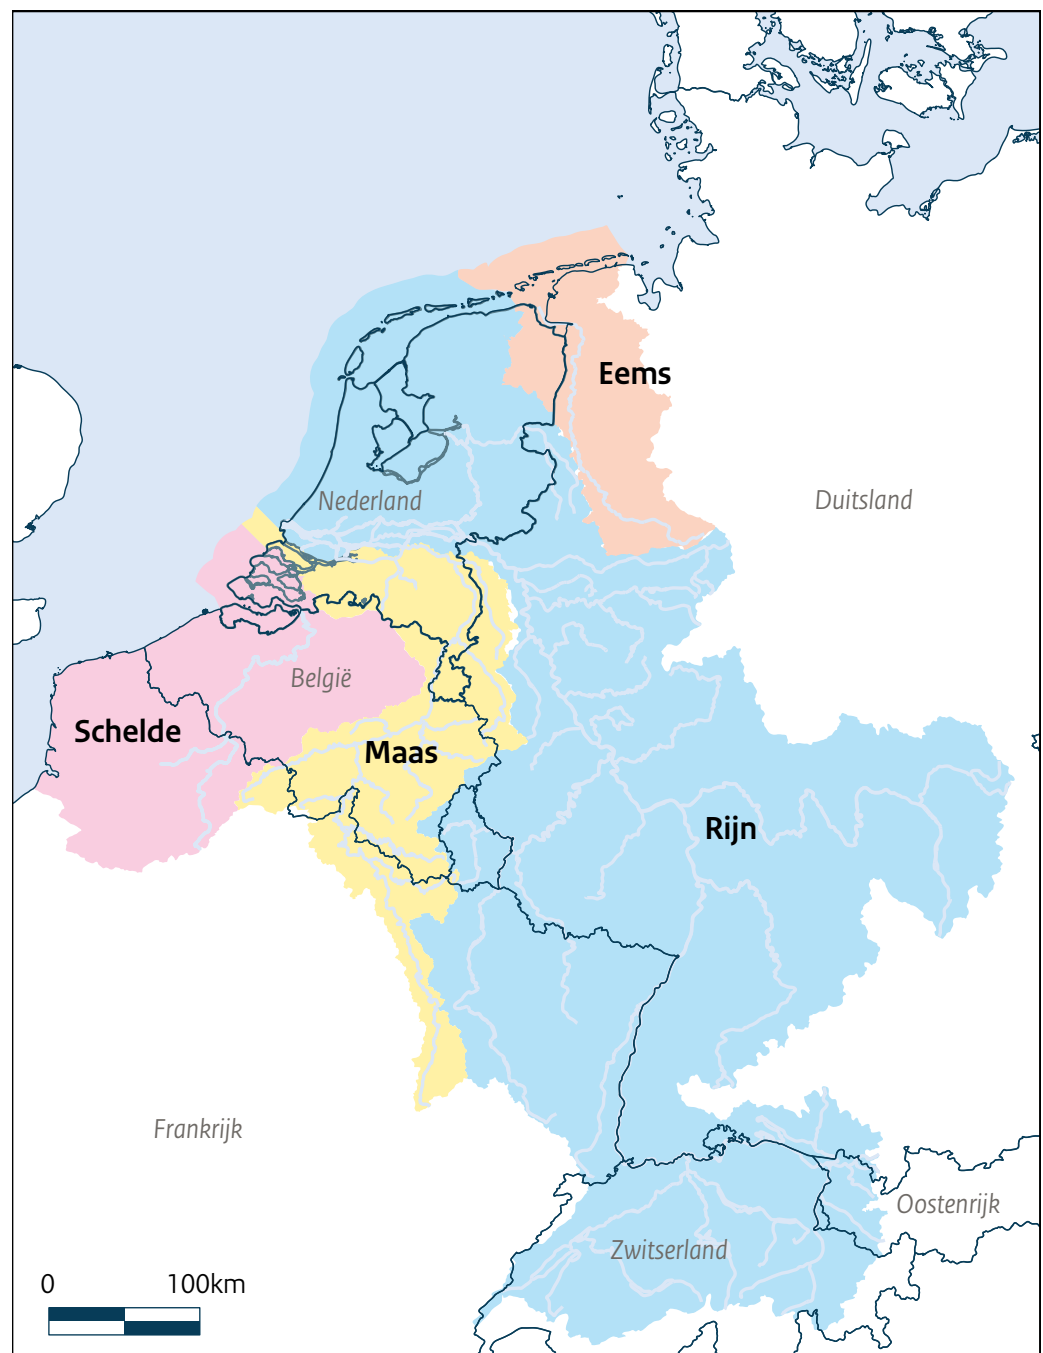 Eems
Nederland
Duitsland
België
Schelde
Maas
Rijn
Frankrijk
Oostenrijk
Zwitserland
0 100km